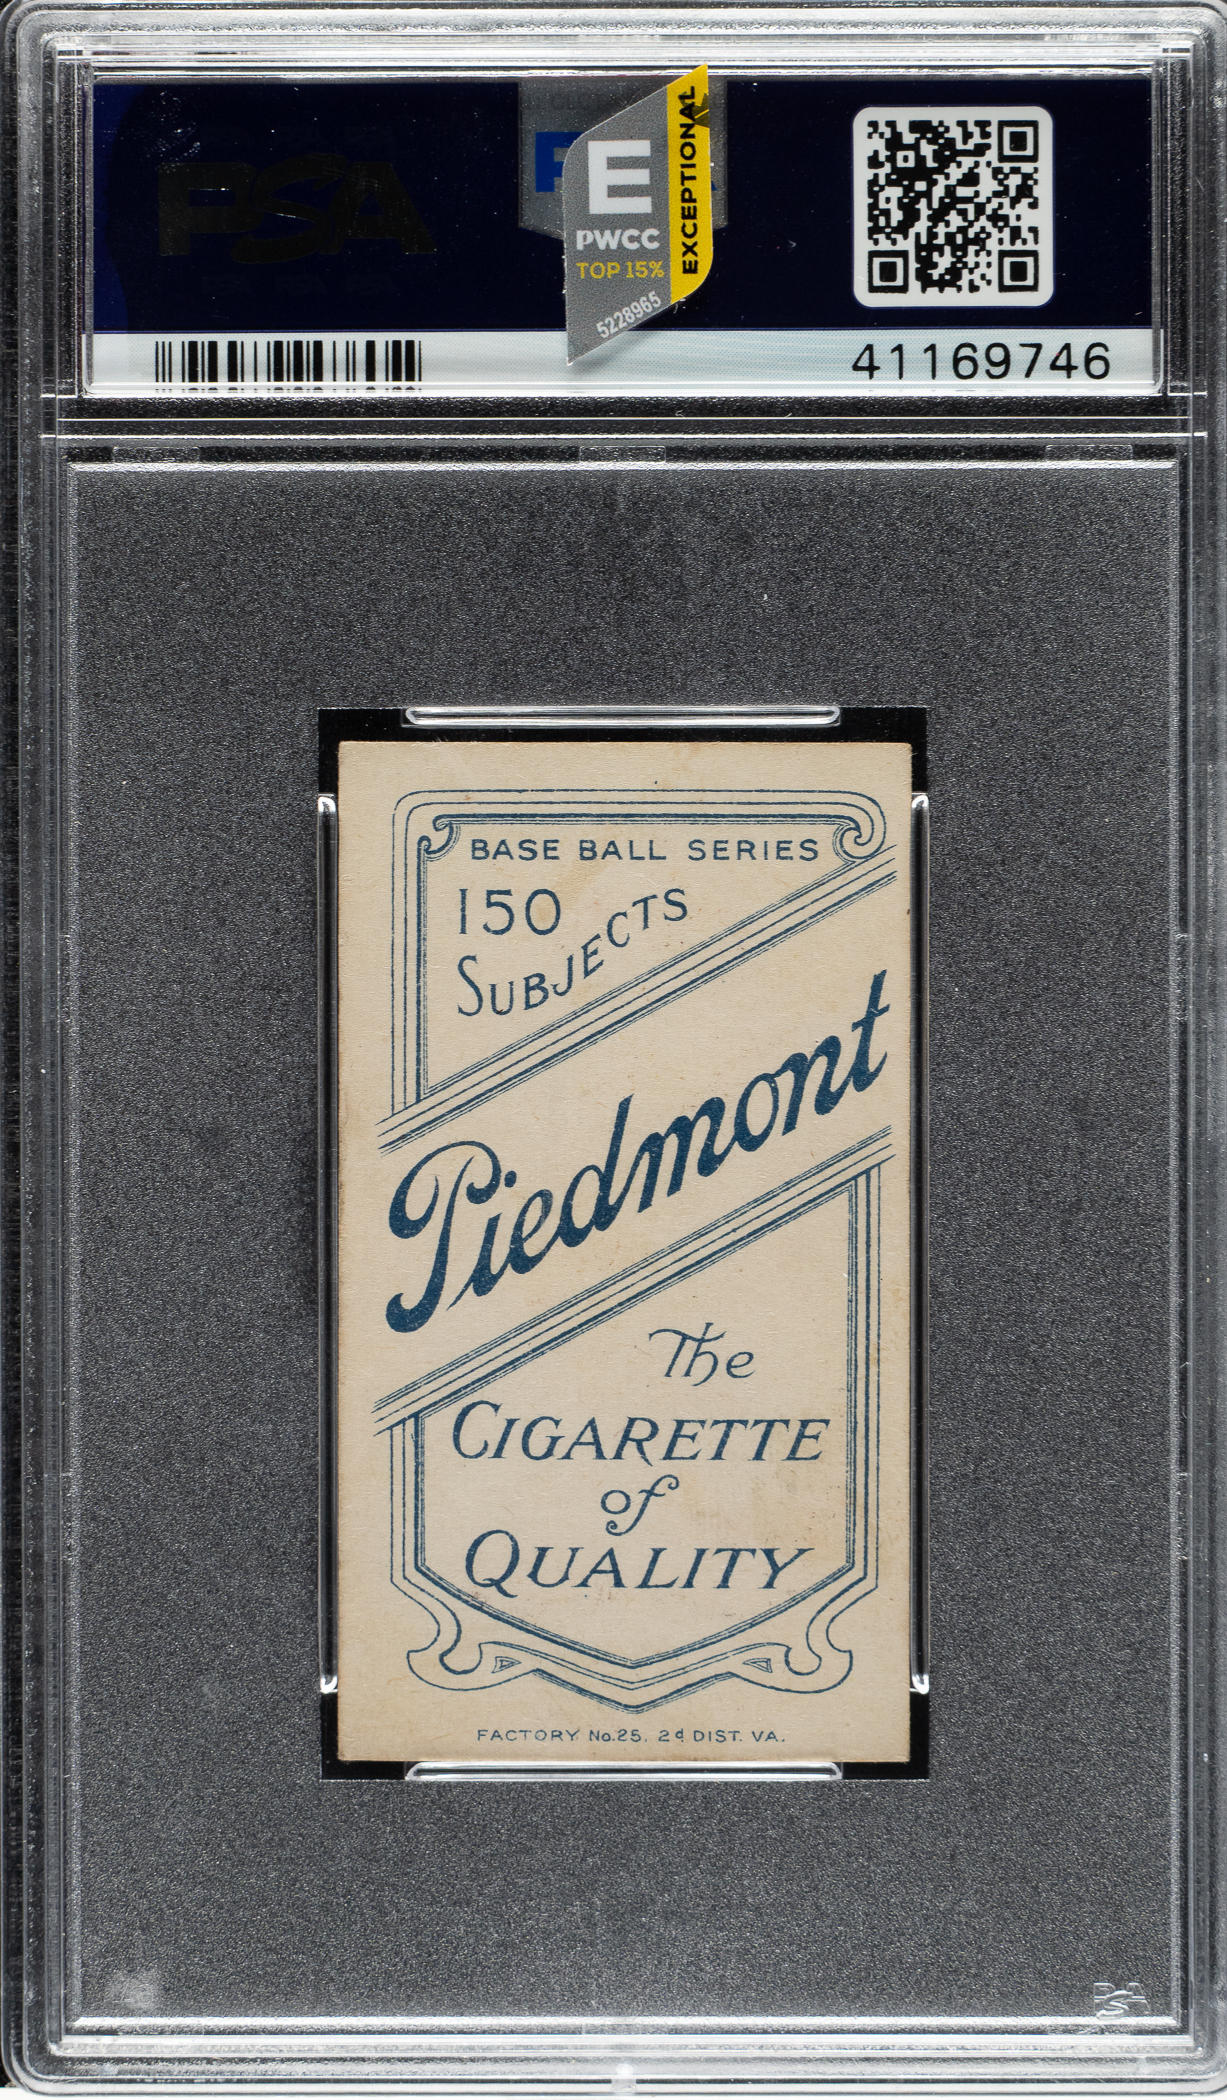 PSA
E
PWCC
TOP 15%
EXCEPTIONAL
5228965
41169746
BASE BALL SERIES
150
SUBJECTS
Piedmont
The
CIGARETTE
of
QUALITY
FACTORY No. 25. 2d DIST. VA.
PSA